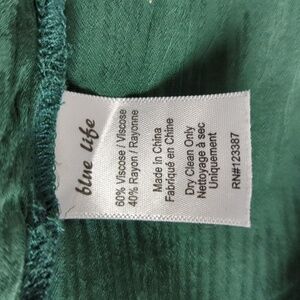 blue life
60% Viscose / Viscose
40% Rayon / Rayonne
Made in China
Fabriqué en Chine
Dry Clean Only
Nettoyage à sec
Uniquement
RN#123387